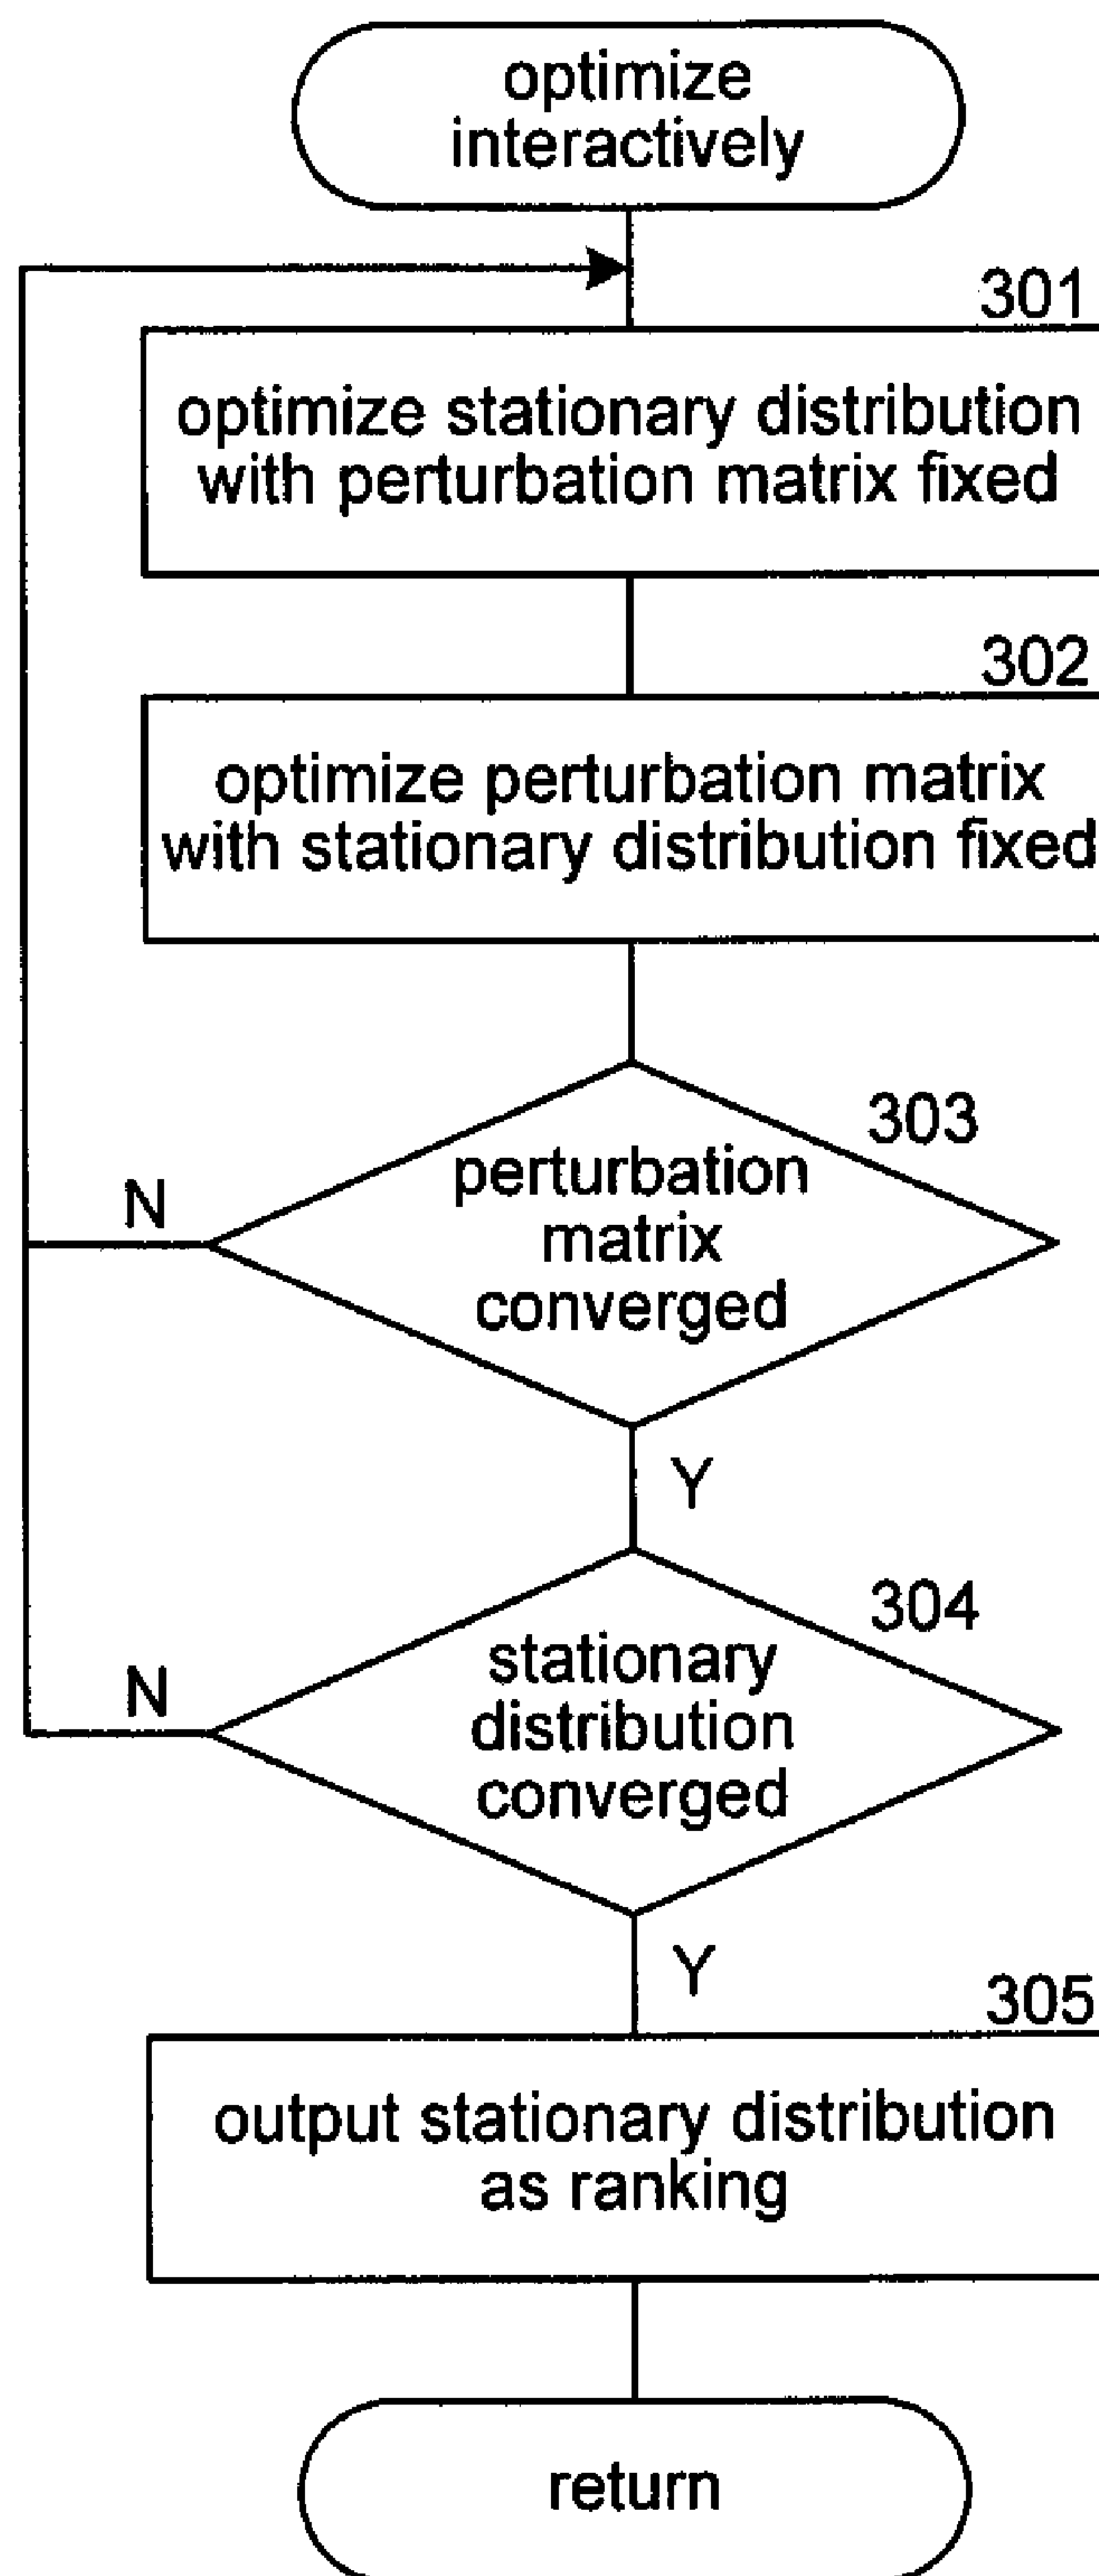 optimize
interactively
301
optimize stationary distribution
with perturbation matrix fixed
302
optimize perturbation matrix
with stationary distribution fixed
303
perturbation
matrix
converged
N
Y
304
stationary
distribution
converged
N
Y
305
output stationary distribution
as ranking
return